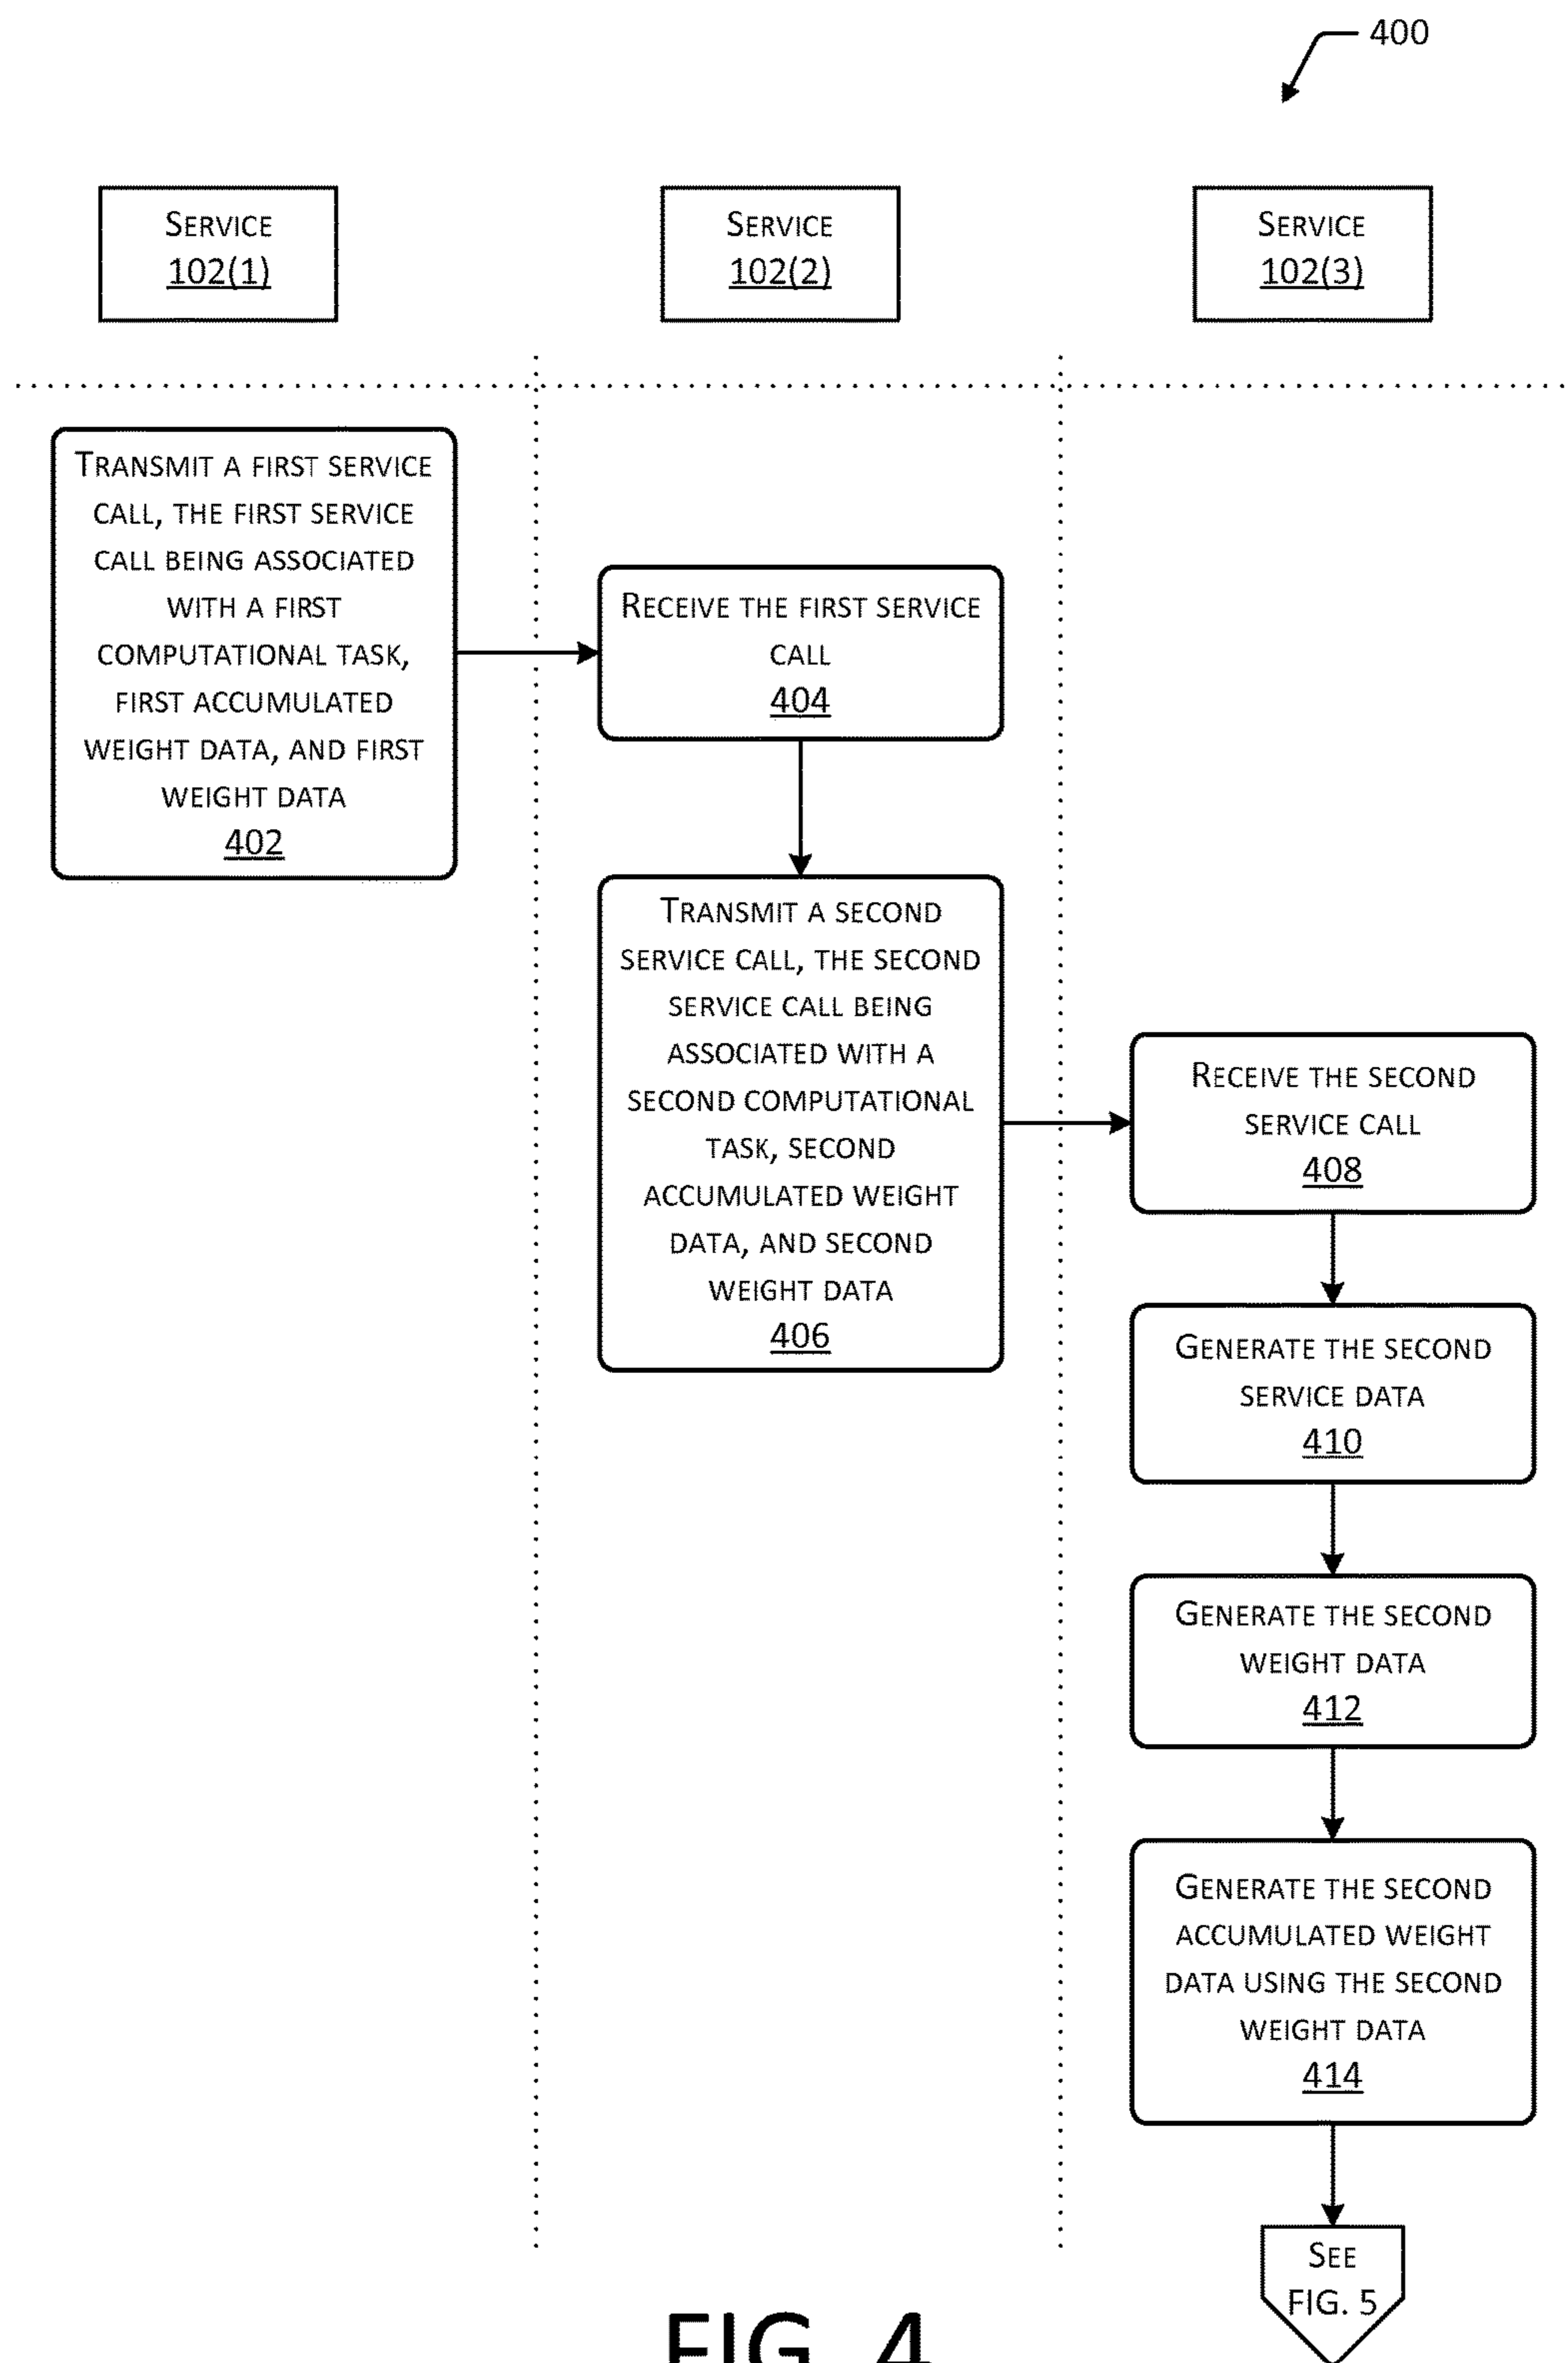 400
SERVICE
102(1)
SERVICE
102(2)
SERVICE
102(3)
TRANSMIT A FIRST SERVICE
CALL, THE FIRST SERVICE
CALL BEING ASSOCIATED
WITH A FIRST
COMPUTATIONAL TASK,
FIRST ACCUMULATED
WEIGHT DATA, AND FIRST
WEIGHT DATA
402
RECEIVE THE FIRST SERVICE
CALL
404
TRANSMIT A SECOND
SERVICE CALL, THE SECOND
SERVICE CALL BEING
ASSOCIATED WITH A
SECOND COMPUTATIONAL
TASK, SECOND
ACCUMULATED WEIGHT
DATA, AND SECOND
WEIGHT DATA
406
RECEIVE THE SECOND
SERVICE CALL
408
GENERATE THE SECOND
SERVICE DATA
410
GENERATE THE SECOND
WEIGHT DATA
412
GENERATE THE SECOND
ACCUMULATED WEIGHT
DATA USING THE SECOND
WEIGHT DATA
414
SEE
FIG. 5
FIG. 4